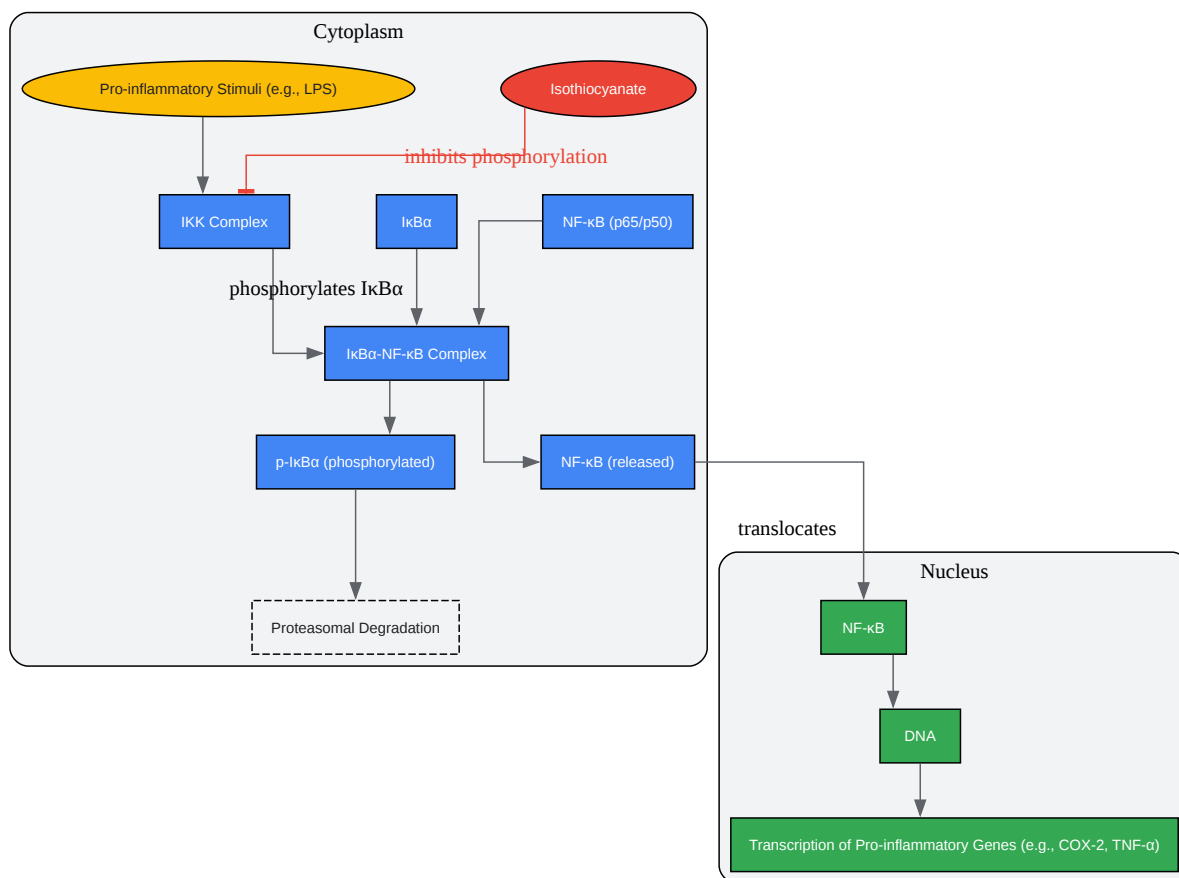 Cytoplasm
Pro-inflammatory Stimuli (e.g., LPS)
Isothiocyanate
inhibits phosphorylation
IKK Complex
IκBα
NF-κB (p65/p50)
phosphorylates IκBα
IκBα-NF-κB Complex
p-IκBα (phosphorylated)
NF-κB (released)
translocates
Nucleus
NF-κB
Proteasomal Degradation
DNA
Transcription of Pro-inflammatory Genes (e.g., COX-2, TNF-α)